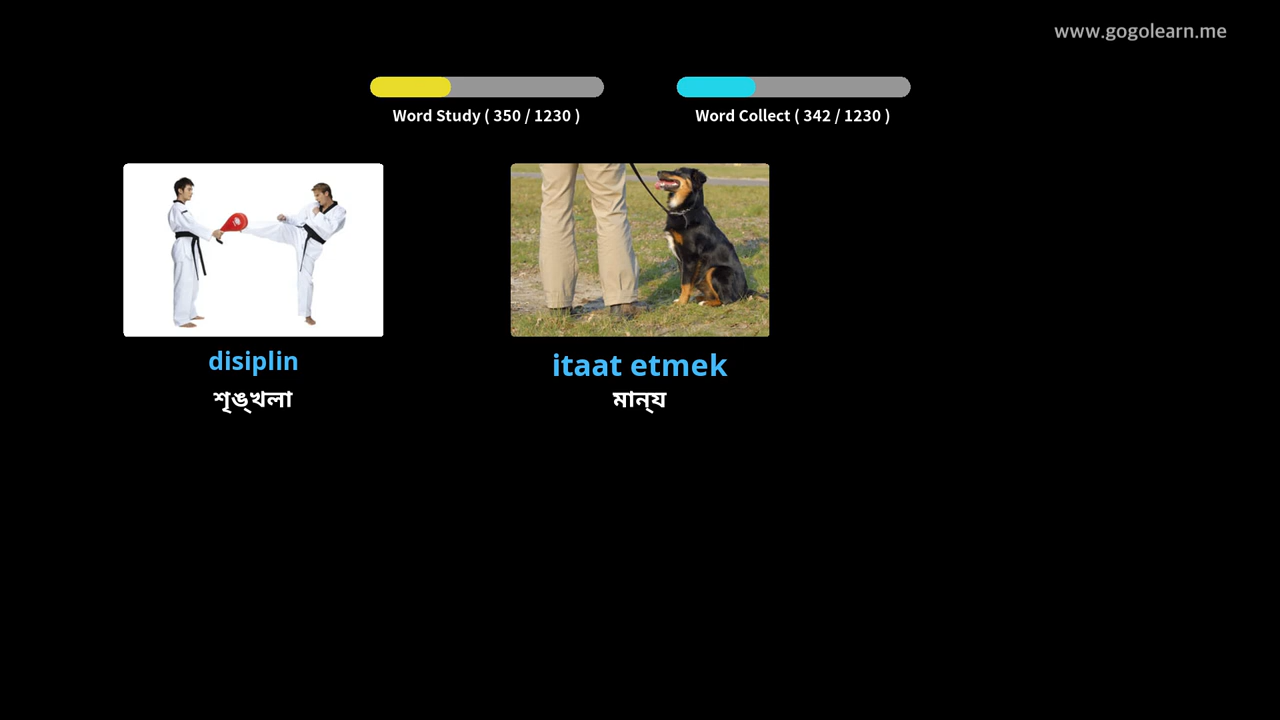 www.gogolearn.me
Word Study ( 350 / 1230 )
Word Collect ( 342 / 1230 )
disiplin
শৃঙ্খলা
itaat etmek
মান্য